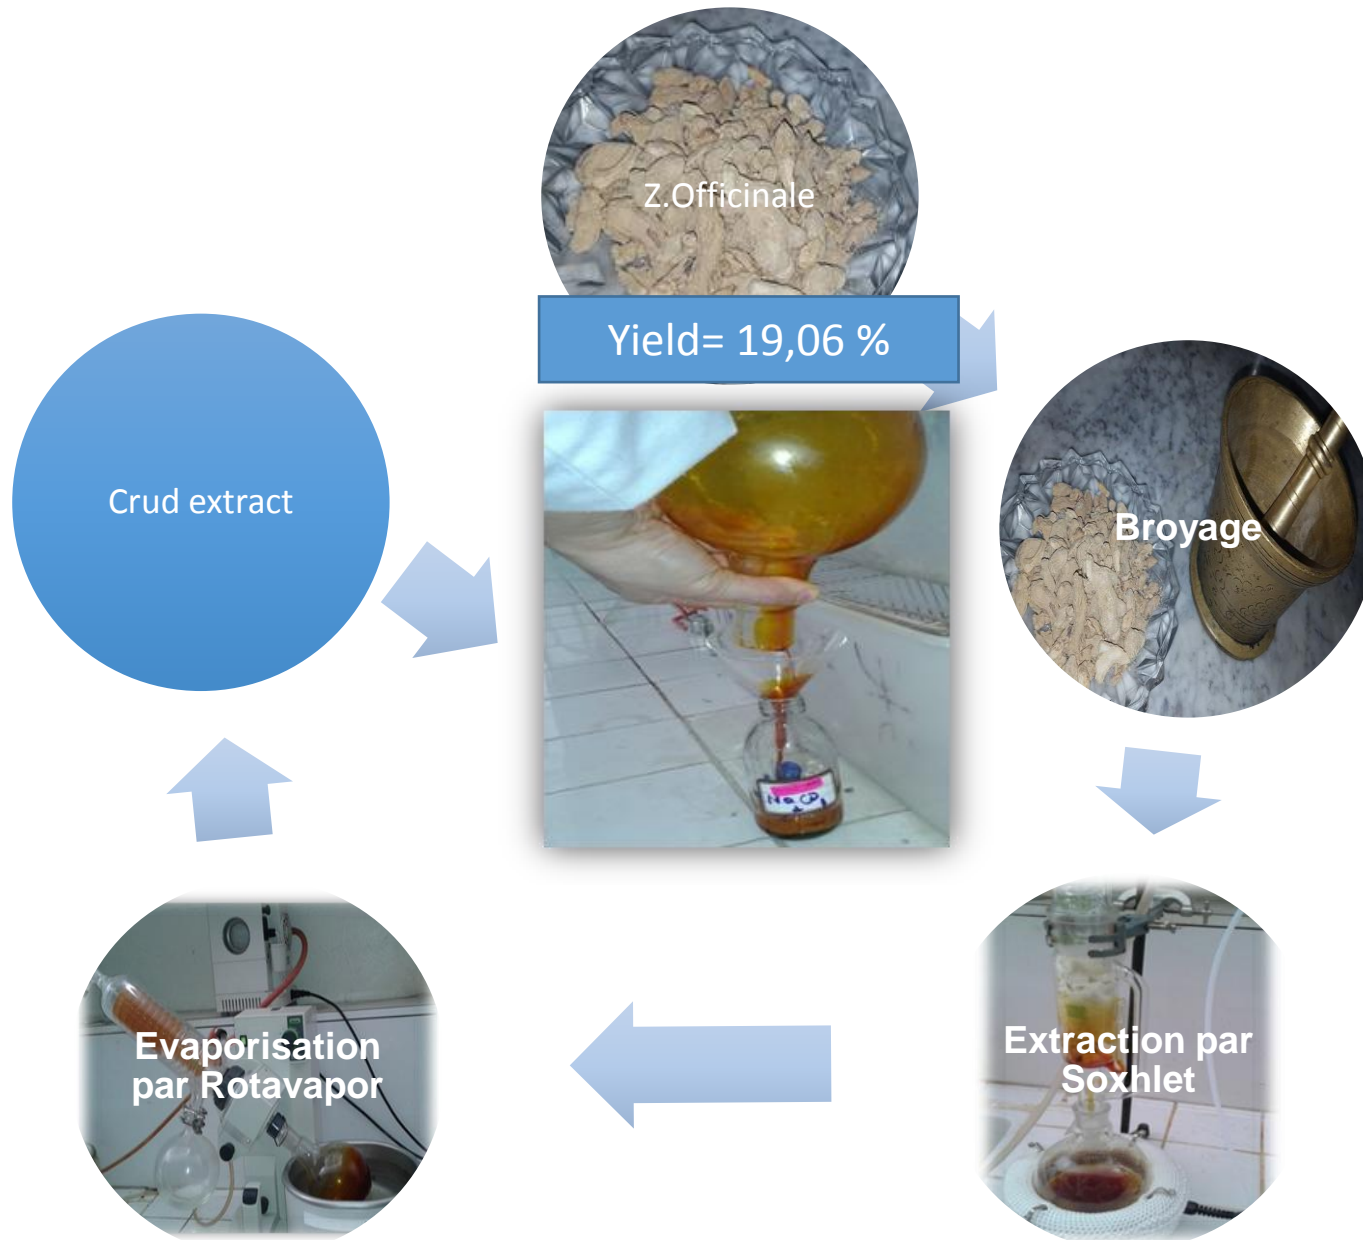 Z.Officinale
Yield= 19,06 %
Broyage
Crud extract
Extraction par
Soxhlet
Evaporisation
par Rotavapor